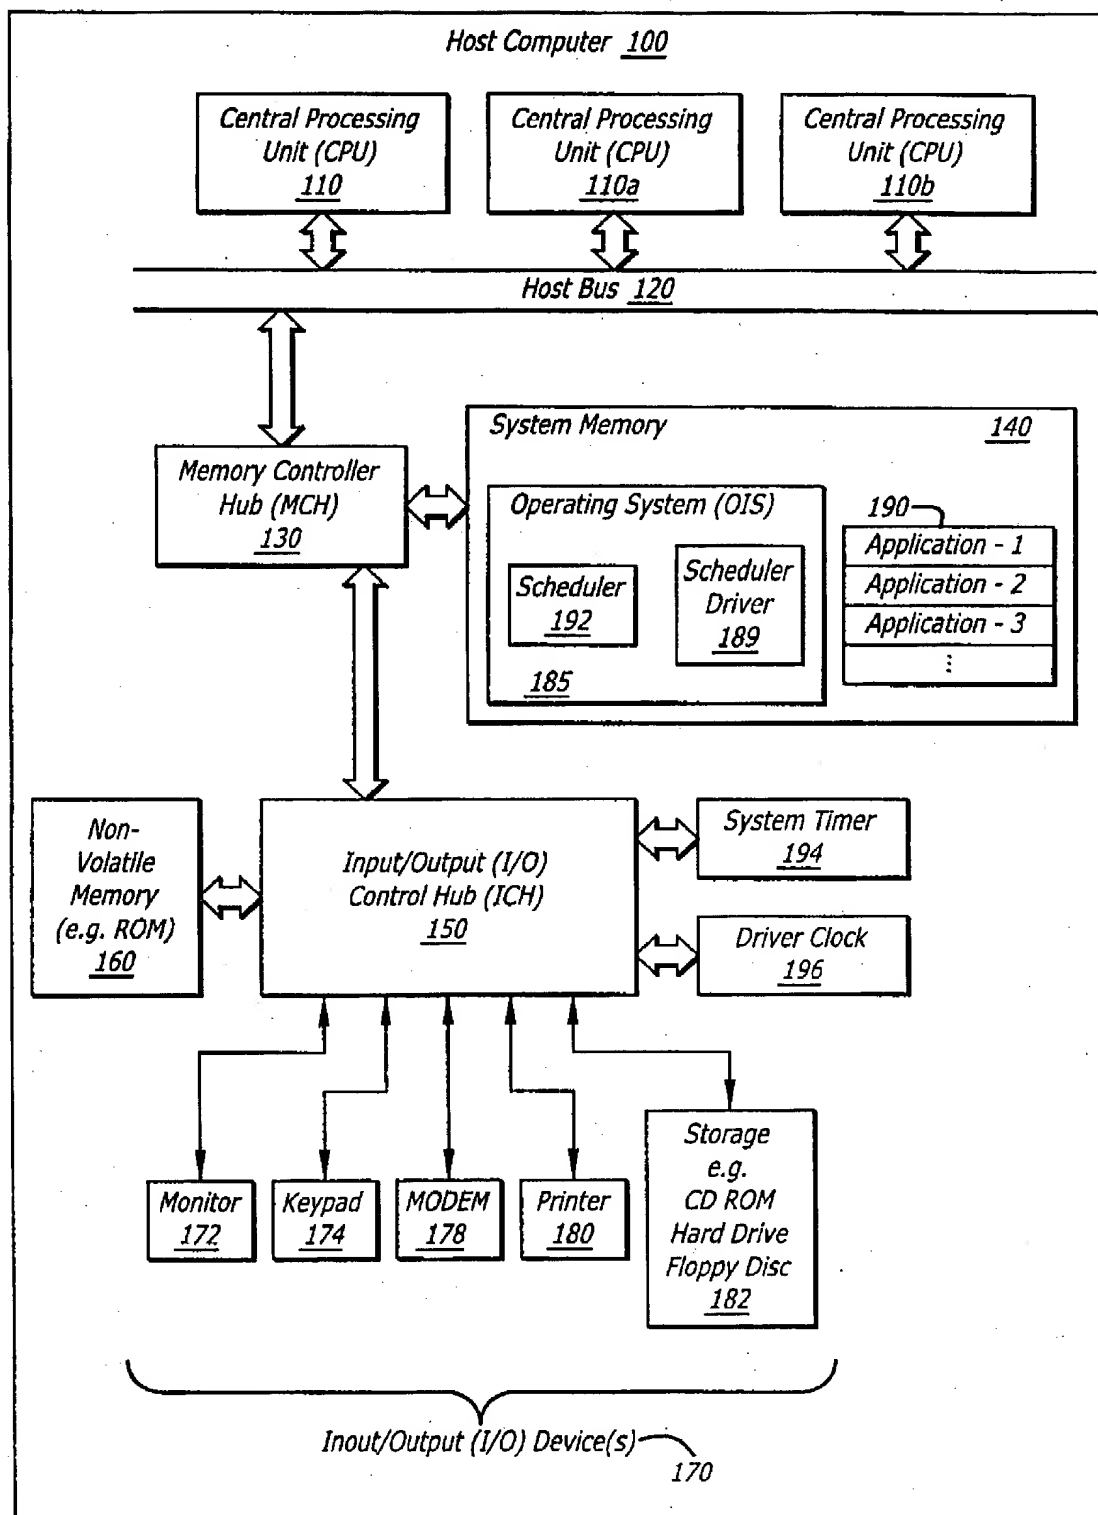 Host Computer 100
Central Processing
Unit (CPU)
110
Central Processing
Unit (CPU)
110a
Central Processing
Unit (CPU)
110b
Host Bus 120
Memory Controller
Hub (MCH)
130
System Memory
140
Operating System (OIS)
Scheduler
192
Scheduler
Driver
189
185
190
Application - 1
Application - 2
Application - 3
⋮
Non-
Volatile
Memory
(e.g. ROM)
160
Input/Output (I/O)
Control Hub (ICH)
150
System Timer
194
Driver Clock
196
Monitor
172
Keypad
174
MODEM
178
Printer
180
Storage
e.g.
CD ROM
Hard Drive
Floppy Disc
182
Inout/Output (I/O) Device(s)
170